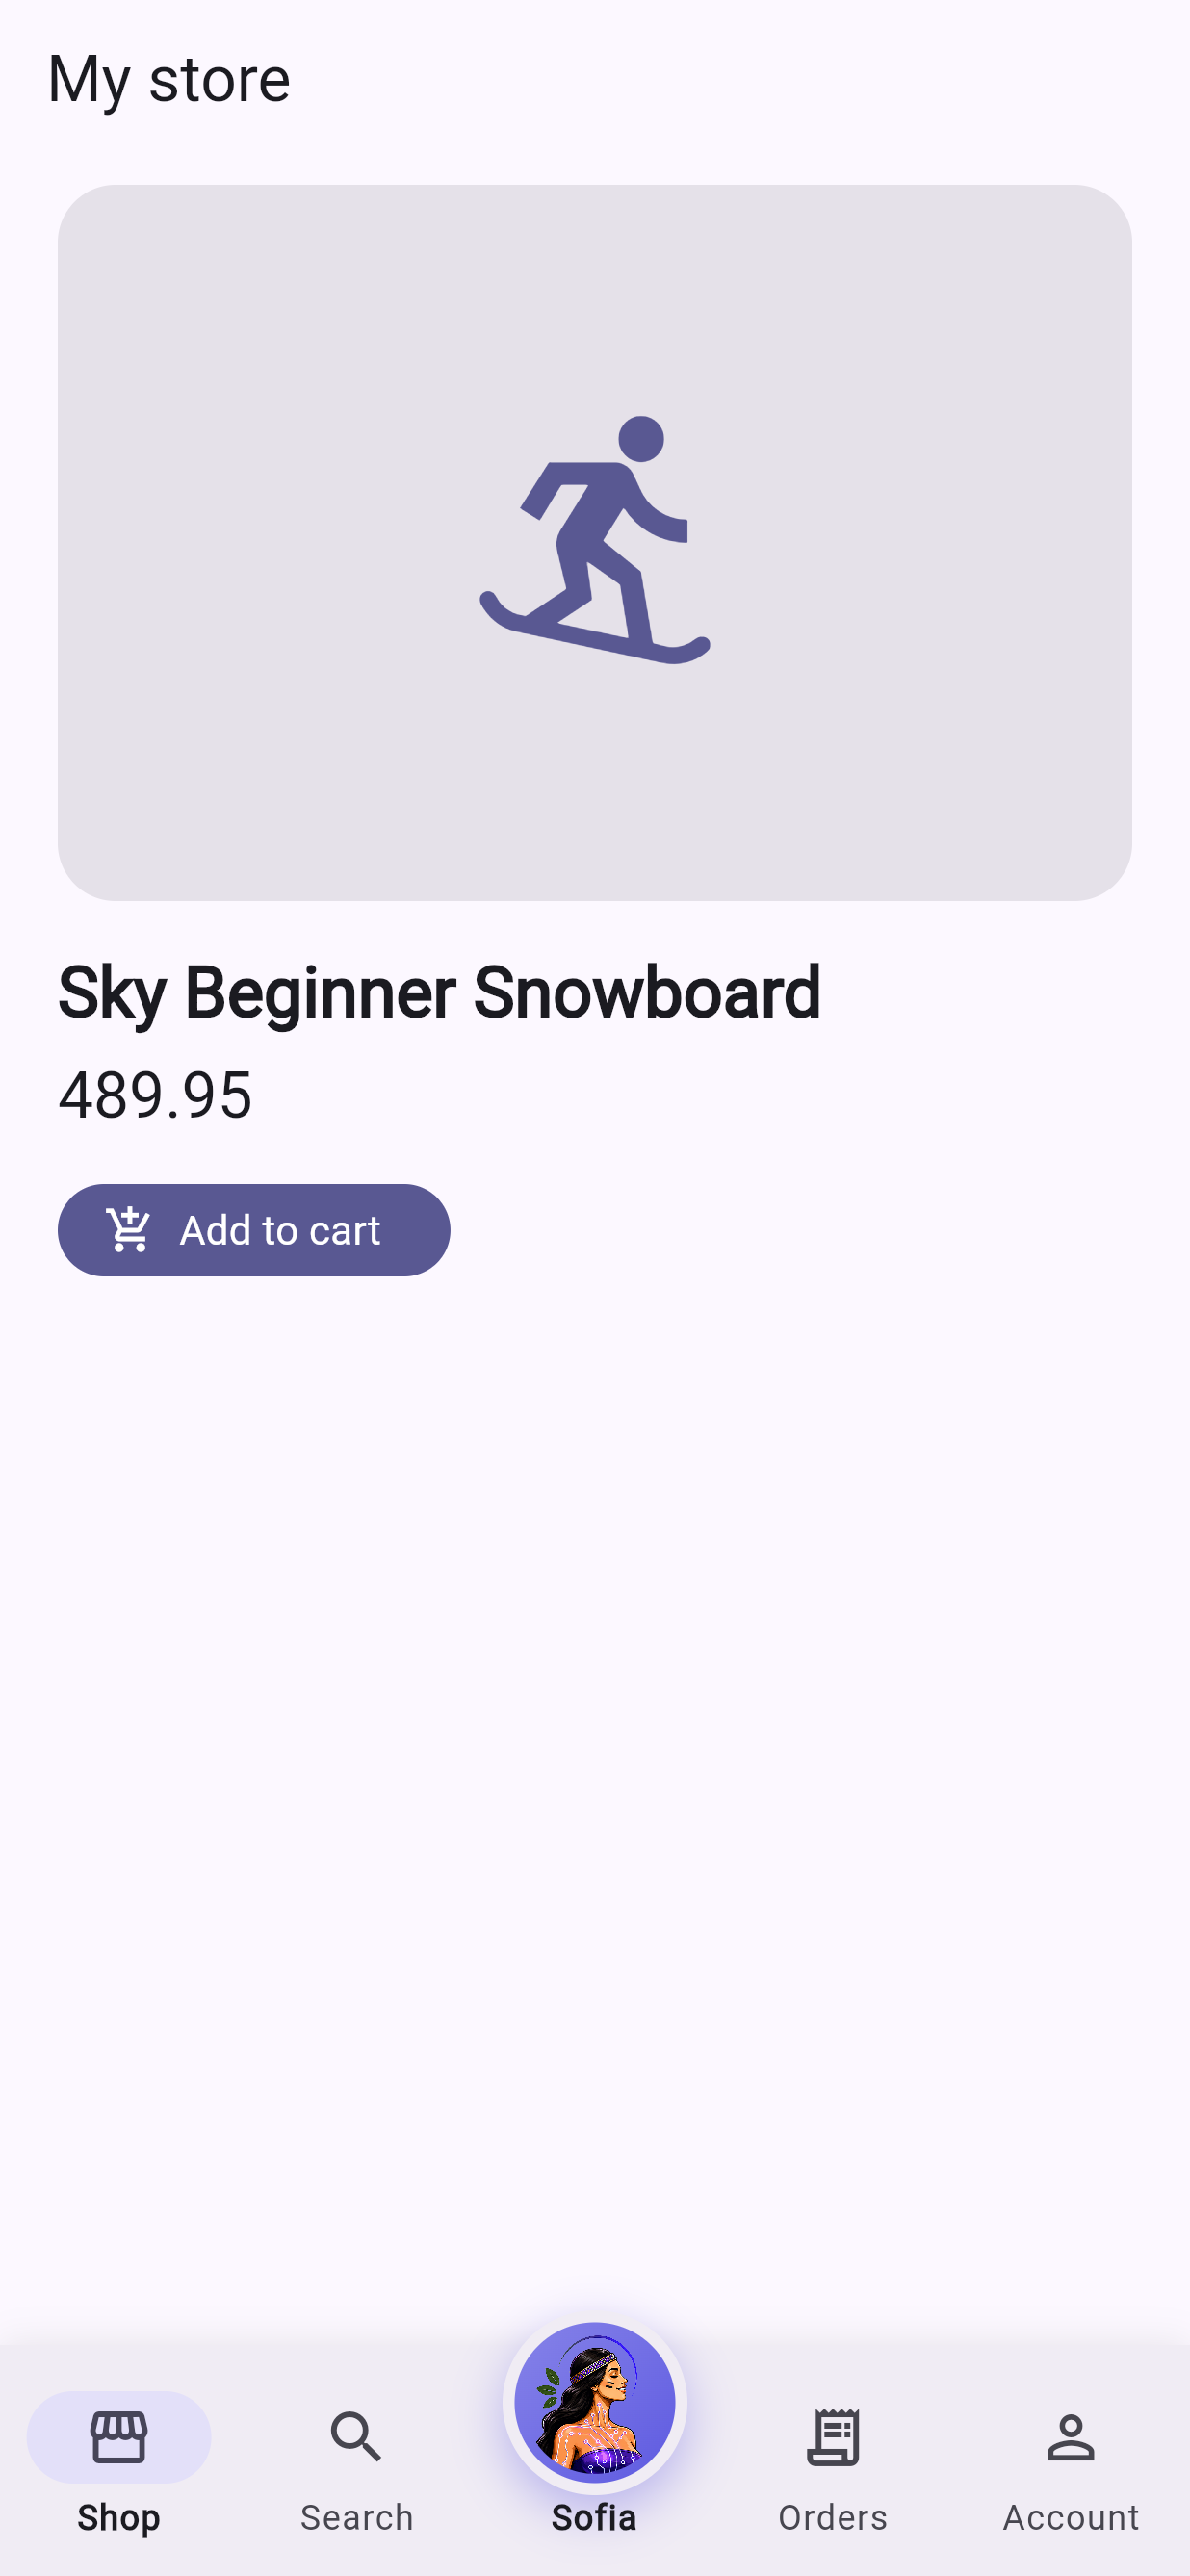 My store
Sky Beginner Snowboard
489.95
Add to cart
Shop
Search
Sofia
Orders
Account